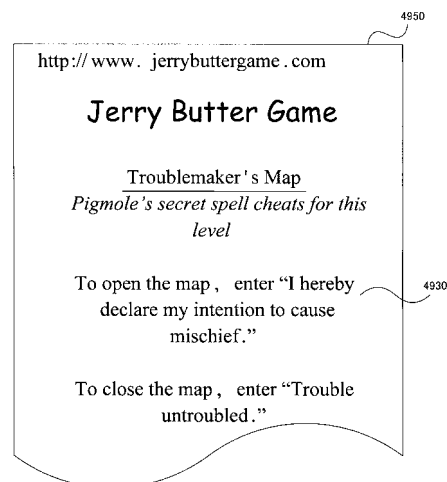 4950
http://www. jerrybuttergame.com
Jerry Butter Game
Troublemaker's Map
Pigmole's secret spell cheats for this
level
To open the map, enter “I hereby
declare my intention to cause
mischief.”
4930
To close the map, enter “Trouble
untroubled.”